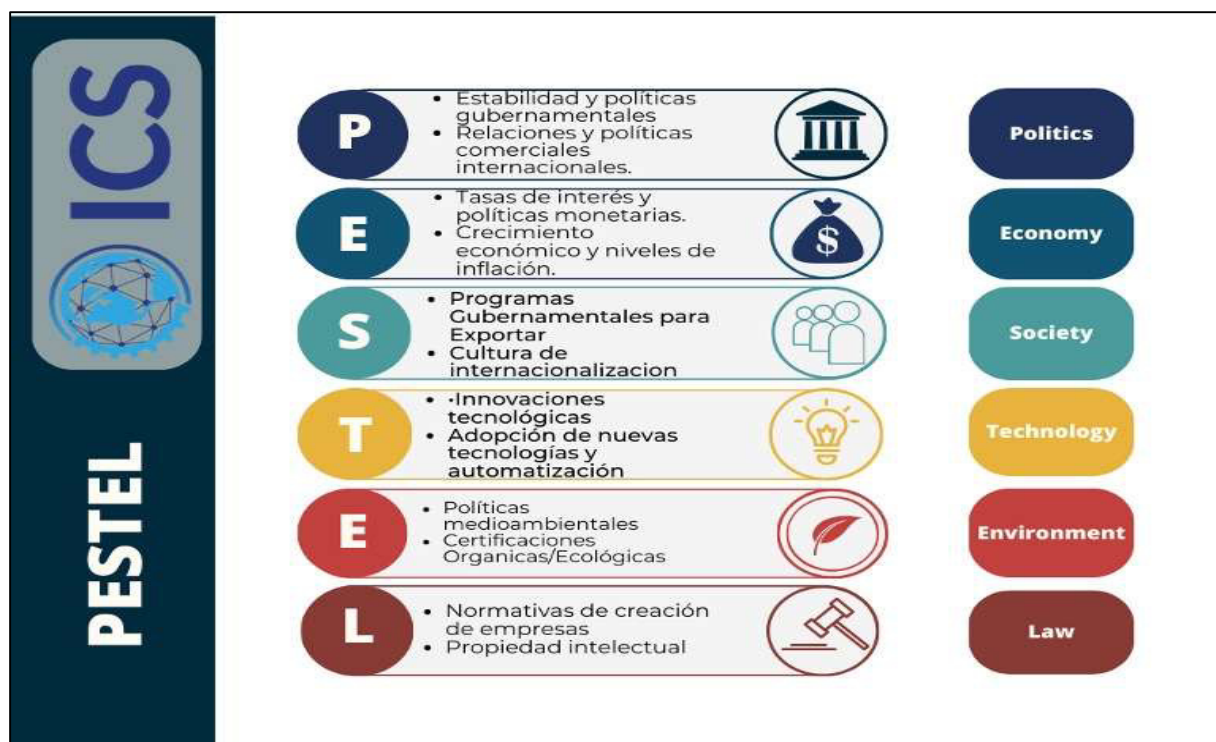 ICS
PESTEL
P
• Estabilidad y políticas
gubernamentales
• Relaciones y políticas
comerciales
internacionales.
Politics
E
• Tasas de interés y
políticas monetarias.
• Crecimiento
económico y niveles de
inflación.
$
Economy
S
• Programas
Gubernamentales para
Exportar
• Cultura de
internacionalizacion
Society
T
• ·Innovaciones
tecnológicas
• Adopción de nuevas
tecnologías y
automatización
Technology
E
• Políticas
medioambientales
• Certificaciones
Organicas/Ecológicas
Environment
L
• Normativas de creación
de empresas
• Propiedad intelectual
Law